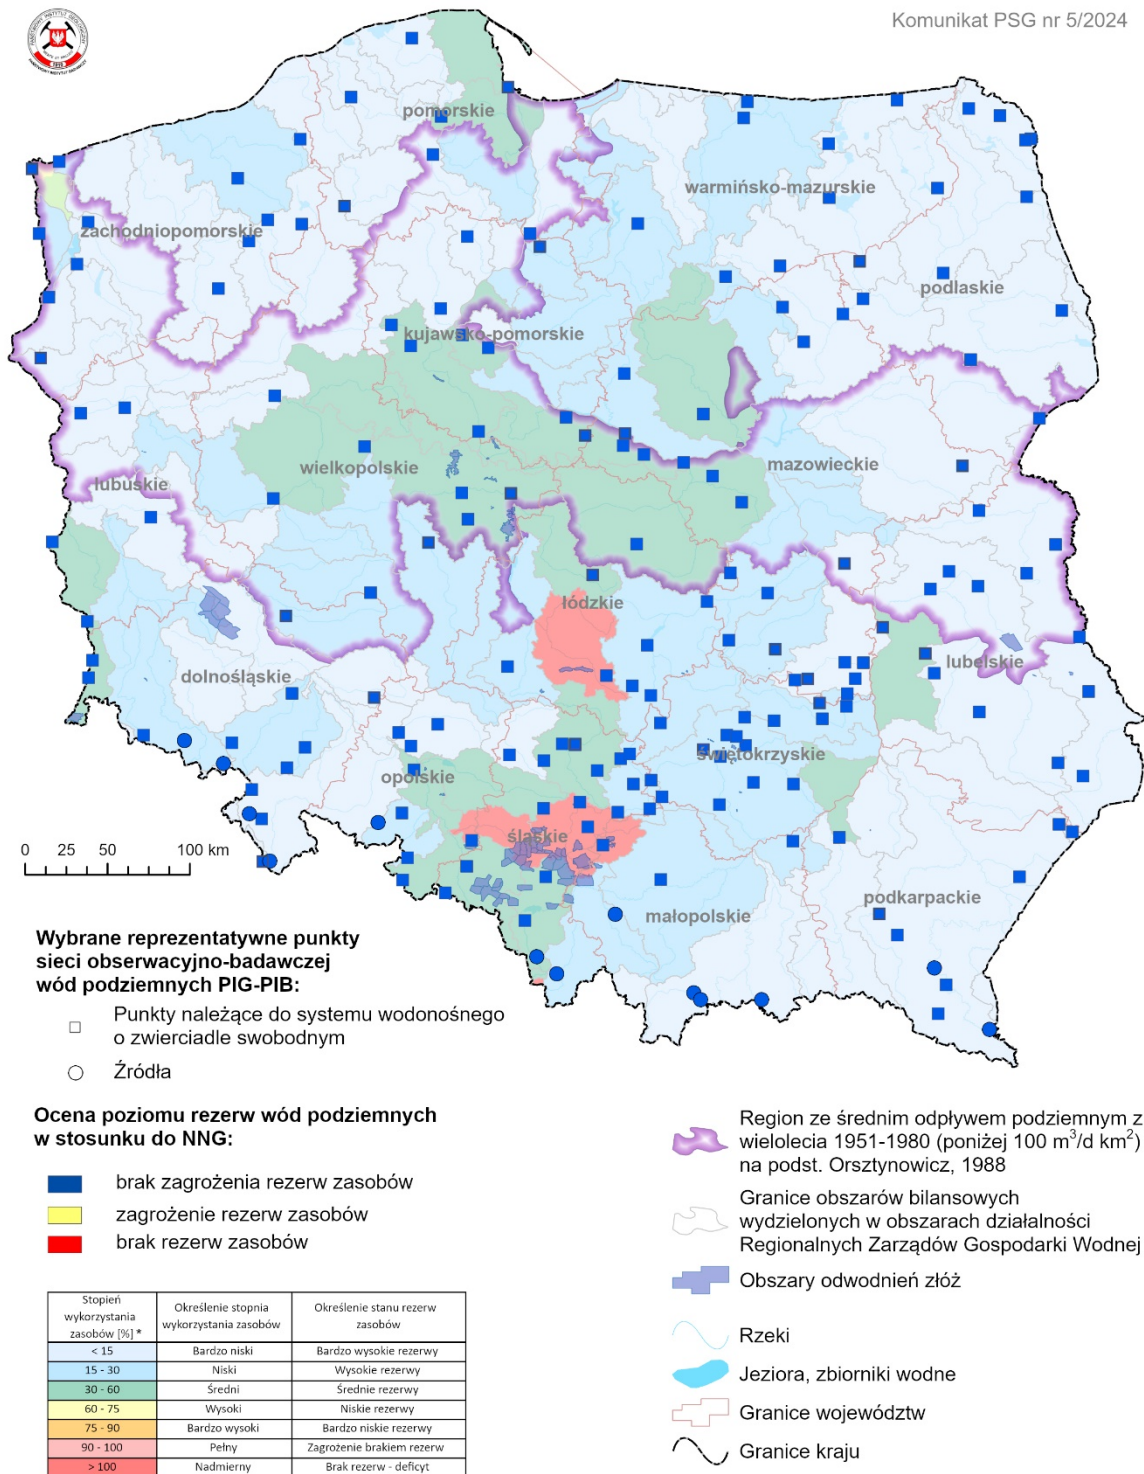 Komunikat PSG nr 5/2024
pomorskie
warmińsko-mazurskie
zachodniopomorskie
podlaskie
kujawsko-pomorskie
wielkopolskie
mazowieckie
lubuskie
łódzkie
lubelskie
dolnośląskie
świętokrzyskie
opolskie
śląskie
podkarpackie
małopolskie
0 25 50 100 km
Wybrane reprezentatywne punkty
sieci obserwacyjno-badawczej
wód podziemnych PIG-PIB:
Punkty należące do systemu wodonośnego
o zwierciadle swobodnym
Źródła
Ocena poziomu rezerw wód podziemnych
w stosunku do NNG:
brak zagrożenia rezerw zasobów
zagrożenie rezerw zasobów
brak rezerw zasobów
Stopień
wykorzystania
zasobów [%] *
Określenie stopnia
wykorzystania zasobów
Określenie stanu rezerw
zasobów
< 15 Bardzo niski Bardzo wysokie rezerwy
15 - 30 Niski Wysokie rezerwy
30 - 60 Średni Średnie rezerwy
60 - 75 Wysoki Niskie rezerwy
75 - 90 Bardzo wysoki Bardzo niskie rezerwy
90 - 100 Pełny Zagrożenie brakiem rezerw
> 100 Nadmierny Brak rezerw - deficyt
Region ze średnim odpływem podziemnym z
wielolecia 1951-1980 (poniżej 100 m³/d km²)
na podst. Orsztynowicz, 1988
Granice obszarów bilansowych
wydzielonych w obszarach działalności
Regionalnych Zarządów Gospodarki Wodnej
Obszary odwodnień złóż
Rzeki
Jeziora, zbiorniki wodne
Granice województw
Granice kraju